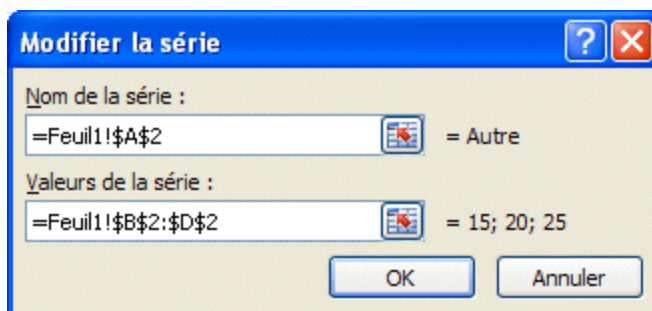 Modifier la série
Nom de la série :
=Feuil1!$A$2 = Autre
Valeurs de la série :
=Feuil1!$B$2:$D$2 = 15; 20; 25
OK Annuler